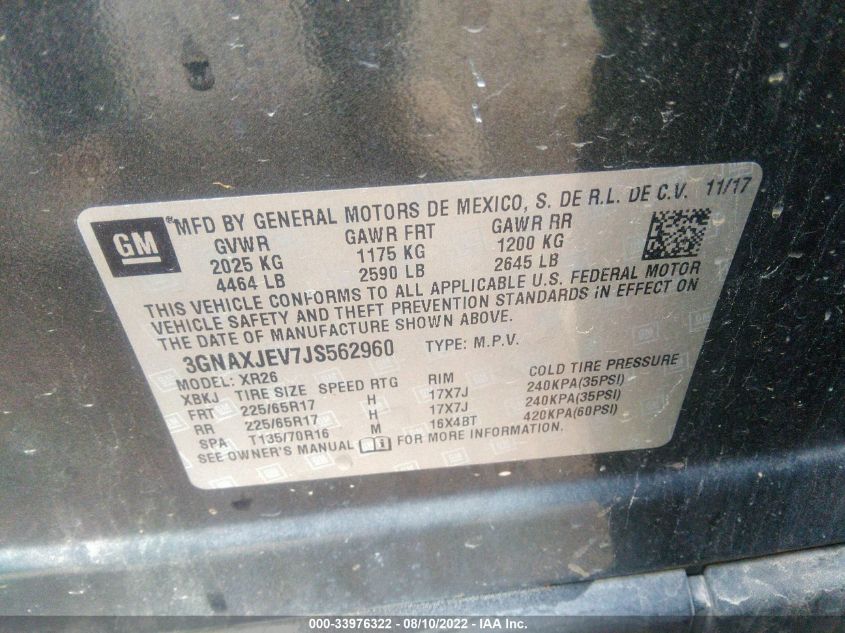 GM
®MFD BY GENERAL MOTORS DE MEXICO, S. DE R.L. DE C.V. 11/17
GVWR GAWR FRT GAWR RR
2025 KG 1175 KG 1200 KG
4464 LB 2590 LB 2645 LB
THIS VEHICLE CONFORMS TO ALL APPLICABLE U.S. FEDERAL MOTOR
VEHICLE SAFETY AND THEFT PREVENTION STANDARDS IN EFFECT ON
THE DATE OF MANUFACTURE SHOWN ABOVE.
3GNAXJEV7JS562960 TYPE: M.P.V.
MODEL: XR26
XBKJ TIRE SIZE SPEED RTG RIM COLD TIRE PRESSURE
FRT 225/65R17 H 17X7J 240KPA(35PSI)
RR 225/65R17 H 17X7J 240KPA(35PSI)
SPA T135/70R16 M 16X4BT 420KPA(60PSI)
SEE OWNER'S MANUAL FOR MORE INFORMATION.
000-33976322 - 08/10/2022 - IAA Inc.